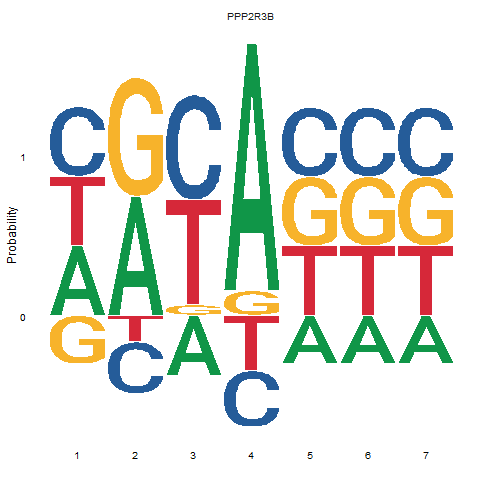 PPP2R3B
Probability
1
0
C G C A C C C
T A T G G G G
A T G T T T T
G C A C A A A
1 2 3 4 5 6 7